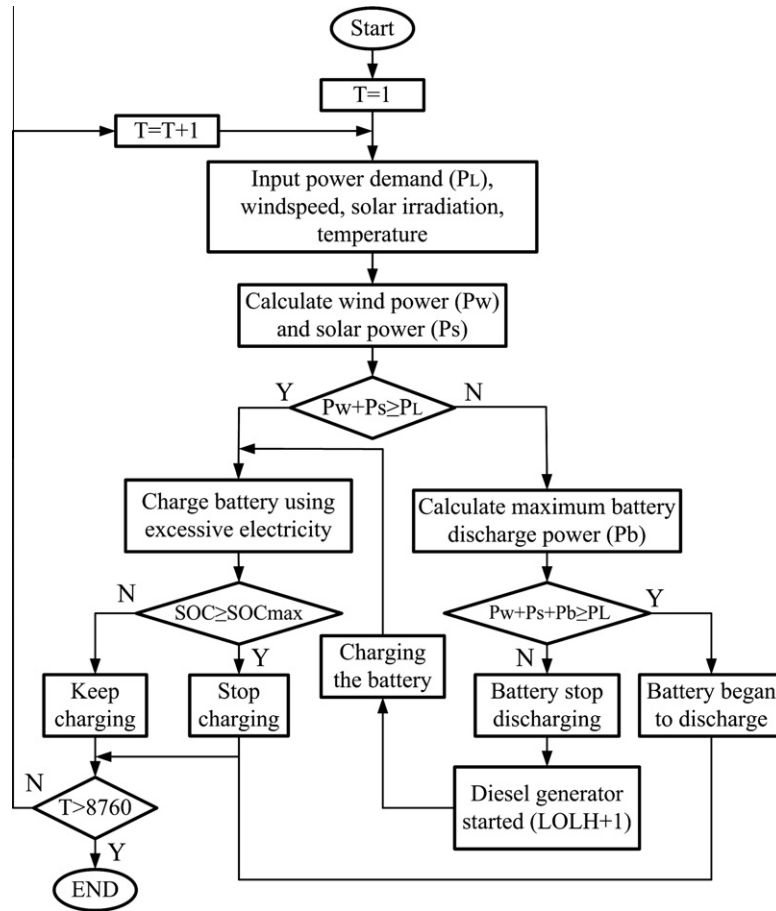 Start
T=1
T=T+1
Input power demand (PL),
windspeed, solar irradiation,
temperature
Calculate wind power (Pw)
and solar power (Ps)
Y
Pw+Ps≥PL
N
Charge battery using
excessive electricity
Calculate maximum battery
discharge power (Pb)
N
SOC≥SOCmax
Y
Pw+Ps+Pb≥PL
Y
N
Keep
charging
Stop
charging
Charging
the battery
Battery stop
discharging
Battery began
to discharge
N
T>8760
Y
Diesel generator
started (LOLH+1)
END